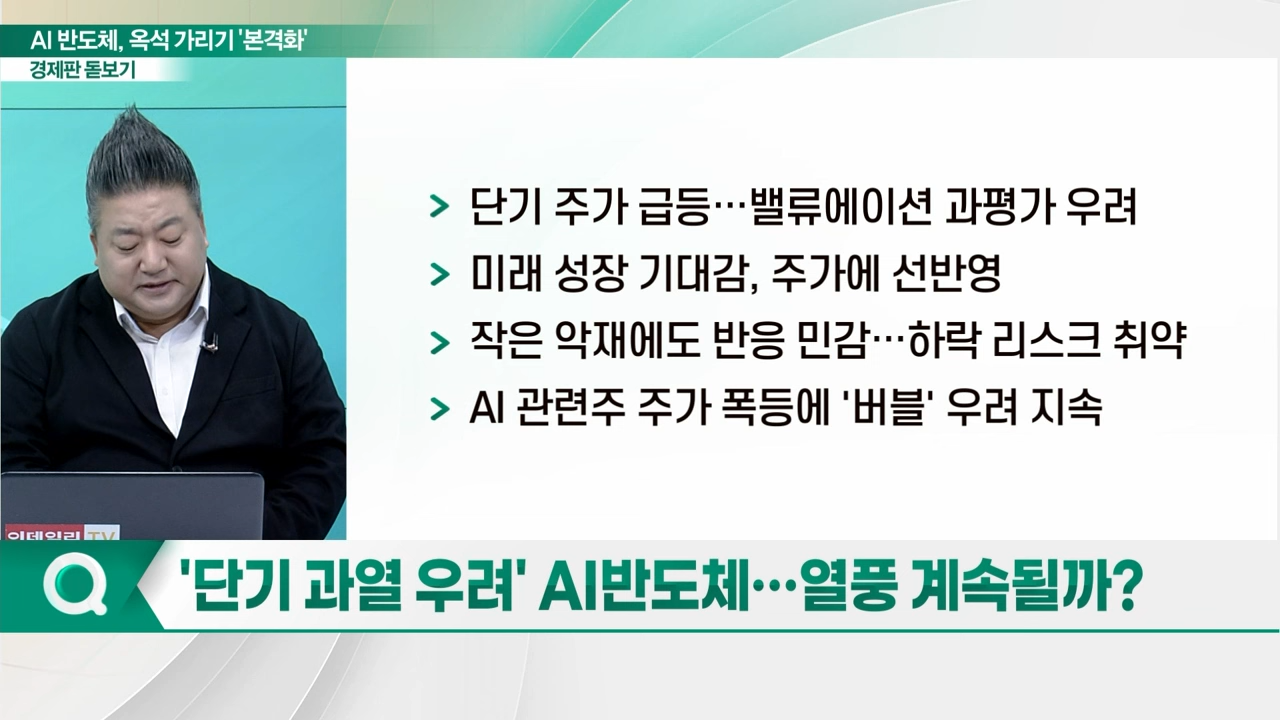 AI 반도체, 옥석 가리기 '본격화'
경제판 돋보기
> 단기 주가 급등…밸류에이션 과평가 우려
> 미래 성장 기대감, 주가에 선반영
> 작은 악재에도 반응 민감…하락 리스크 취약
> AI 관련주 주가 폭등에 '버블' 우려 지속
이데일리 TV
'단기 과열 우려' AI반도체…열풍 계속될까?